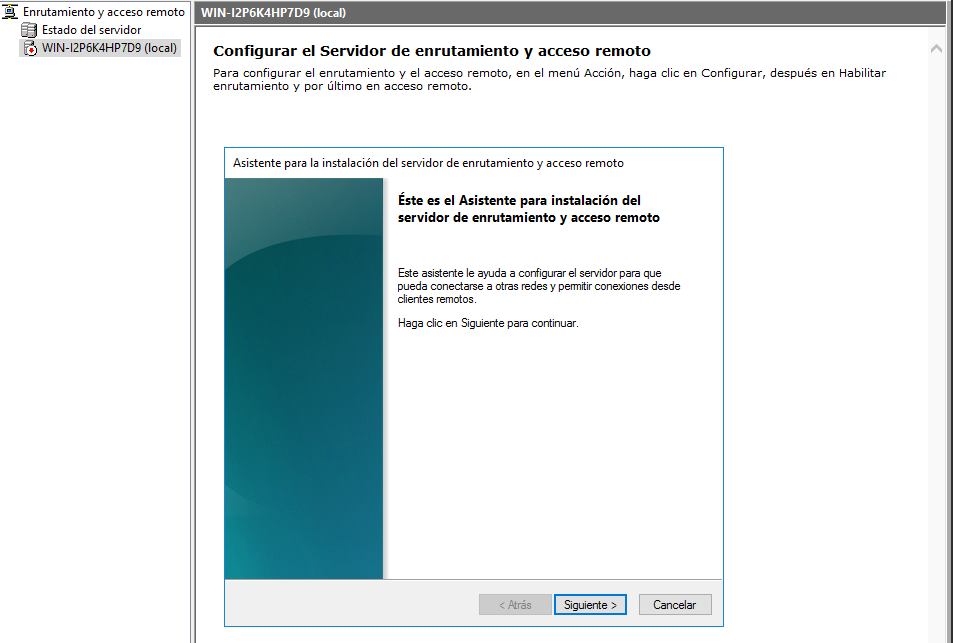 Enrutamiento y acceso remoto
Estado del servidor
WIN-I2P6K4HP7D9 (local)
WIN-I2P6K4HP7D9 (local)
Configurar el Servidor de enrutamiento y acceso remoto
Para configurar el enrutamiento y el acceso remoto, en el menú Acción, haga clic en Configurar, después en Habilitar
enrutamiento y por último en acceso remoto.
Asistente para la instalación del servidor de enrutamiento y acceso remoto
Éste es el Asistente para instalación del
servidor de enrutamiento y acceso remoto
Este asistente le ayuda a configurar el servidor para que
pueda conectarse a otras redes y permitir conexiones desde
clientes remotos.
Haga clic en Siguiente para continuar.
< Atrás
Siguiente >
Cancelar